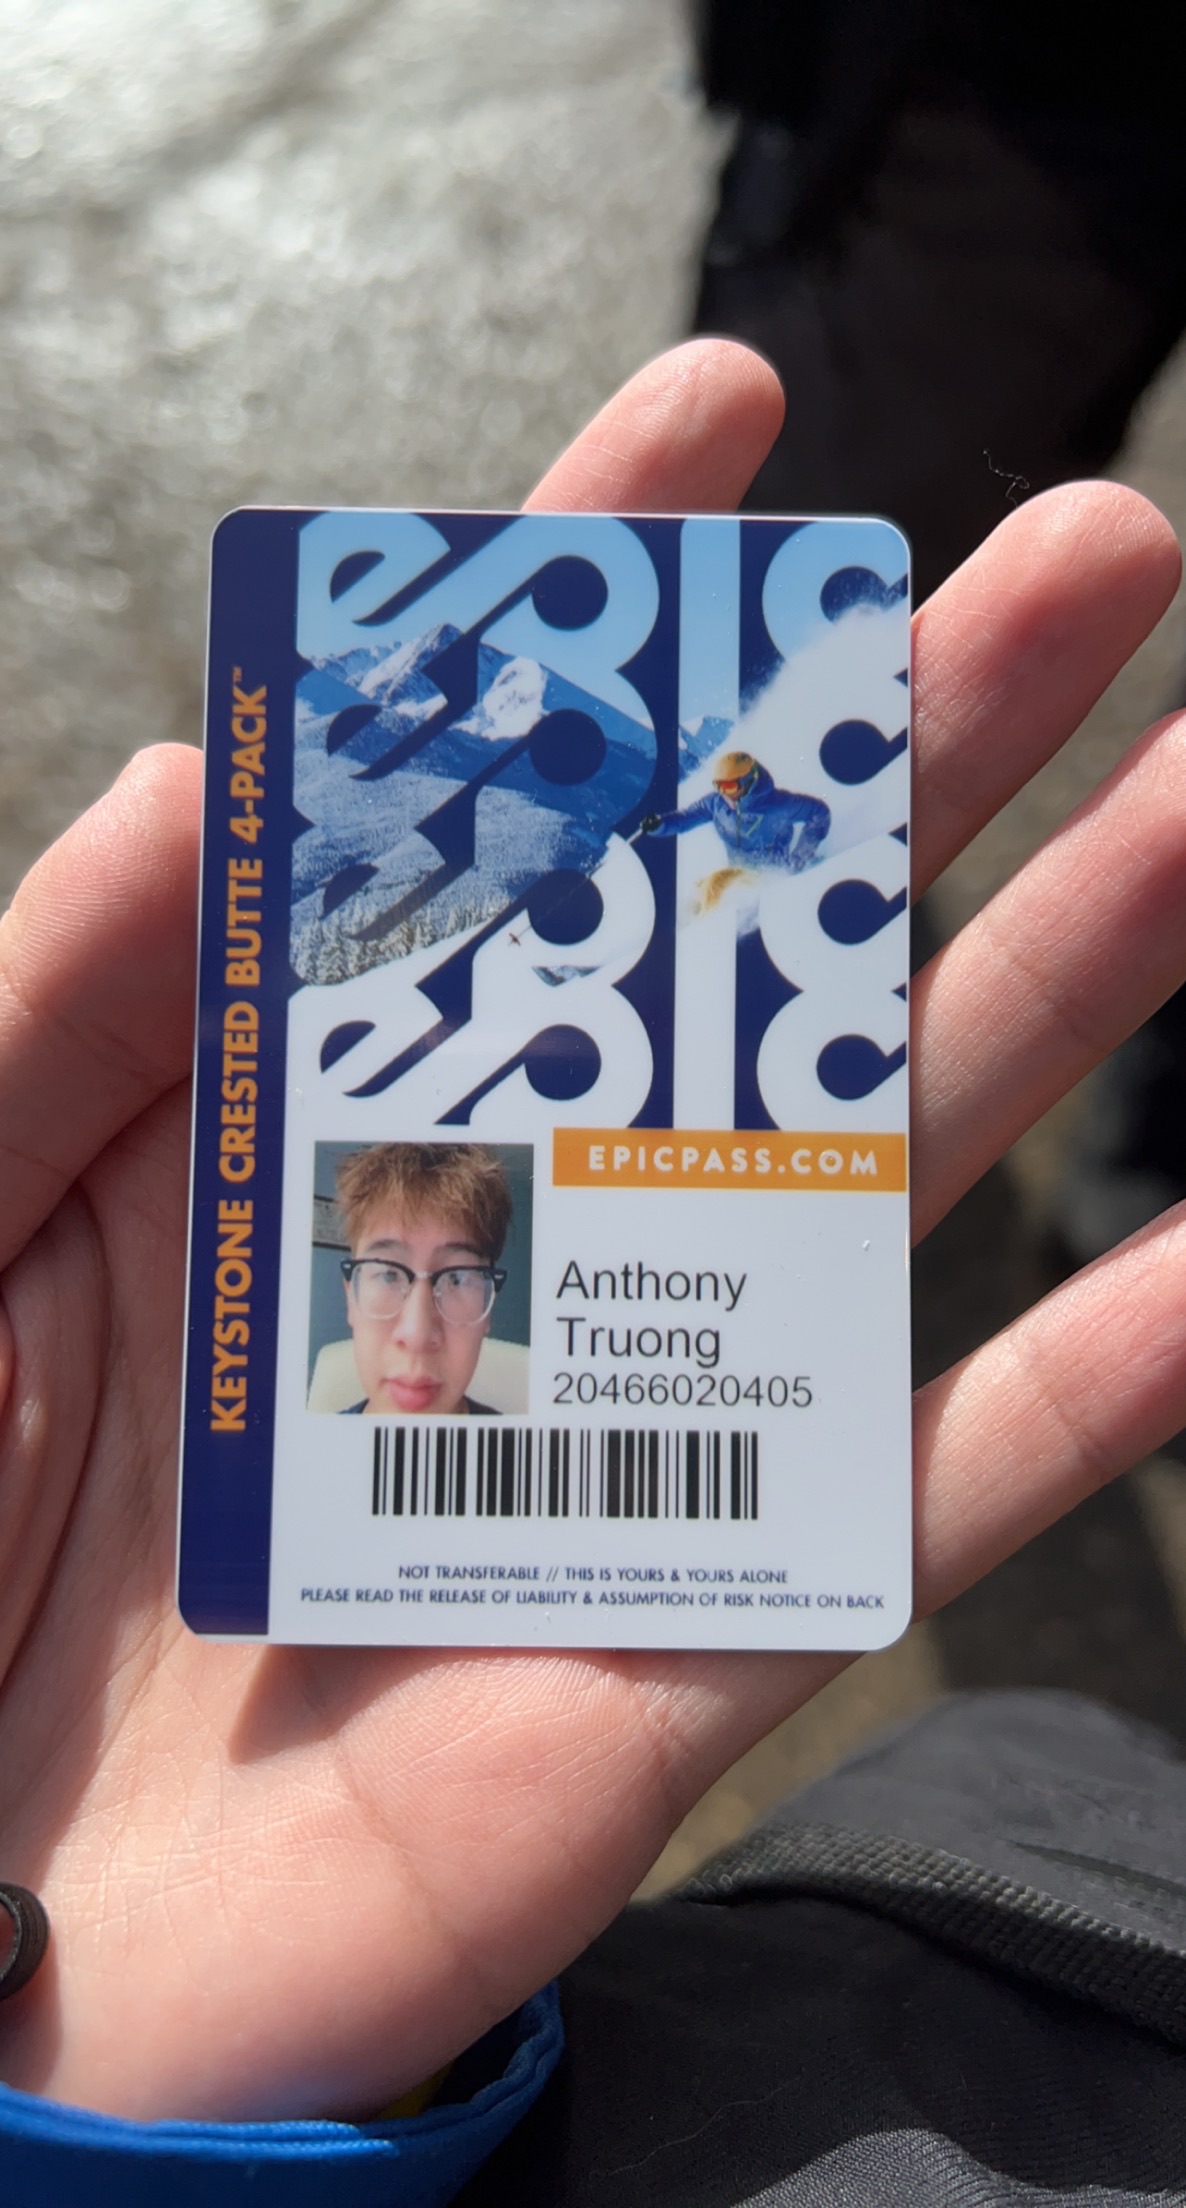 KEYSTONE CRESTED BUTTE 4-PACK™
epic
epic
epic
epic
EPICPASS.COM
Anthony
Truong
20466020405
NOT TRANSFERABLE // THIS IS YOURS & YOURS ALONE
PLEASE READ THE RELEASE OF LIABILITY & ASSUMPTION OF RISK NOTICE ON BACK